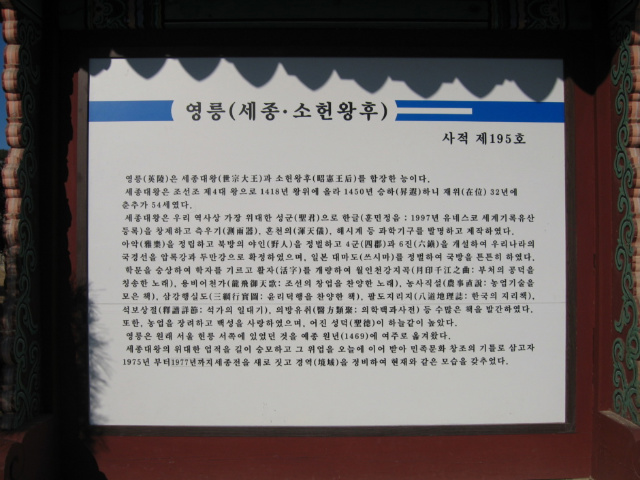 영릉(세종·소헌왕후)
사적 제195호
영릉(英陵)은 세종대왕(世宗大王)과 소헌왕후(昭憲王后)를 합장한 능이다.
세종대왕은 조선조 제4대 왕으로 1418년 왕위에 올라 1450년 승하(昇遐)하니 재위(在位) 32년에
춘추가 54세였다.
세종대왕은 우리 역사상 가장 위대한 성군(聖君)으로 한글(훈민정음 : 1997년 유네스코 세계기록유산
등록)을 창제하고 측우기(測雨器), 혼천의(渾天儀), 해시계 등 과학기구를 발명하고 제작하였다.
아악(雅樂)을 정립하고 북방의 야인(野人)을 정벌하고 4군(四郡)과 6진(六鎭)을 개설하여 우리나라의
국경선을 압록강과 두만강으로 확정하였으며, 일본 대마도(쓰시마)를 정벌하여 국방을 튼튼히 하였다.
학문을 숭상하여 학자를 기르고 활자(活字)를 개량하여 월인천강지곡(月印千江之曲: 부처의 공덕을
칭송한 노래), 용비어천가(龍飛御天歌: 조선의 창업을 찬양한 노래), 농사직설(農事直說: 농업기술을
모은 책), 삼강행실도(三綱行實圖: 윤리덕행을 찬양한 책), 팔도지리지(八道地理誌: 한국의 지리책),
석보상절(釋譜詳節: 석가의 일대기), 의방유취(醫方類聚: 의학백과사전) 등 수많은 책을 발간하였다.
또한, 농업을 장려하고 백성을 사랑하였으며, 어진 성덕(聖德)이 하늘같이 높았다.
영릉은 원래 서울 헌릉 서쪽에 있었던 것을 예종 원년(1469)에 여주로 옮겨왔다.
세종대왕의 위대한 업적을 길이 숭모하고 그 위업을 오늘에 이어 받아 민족문화 창조의 기틀로 삼고자
1975년 부터1977년까지세종전을 새로 짓고 경역(境域)을 정비하여 현재와 같은 모습을 갖추었다.